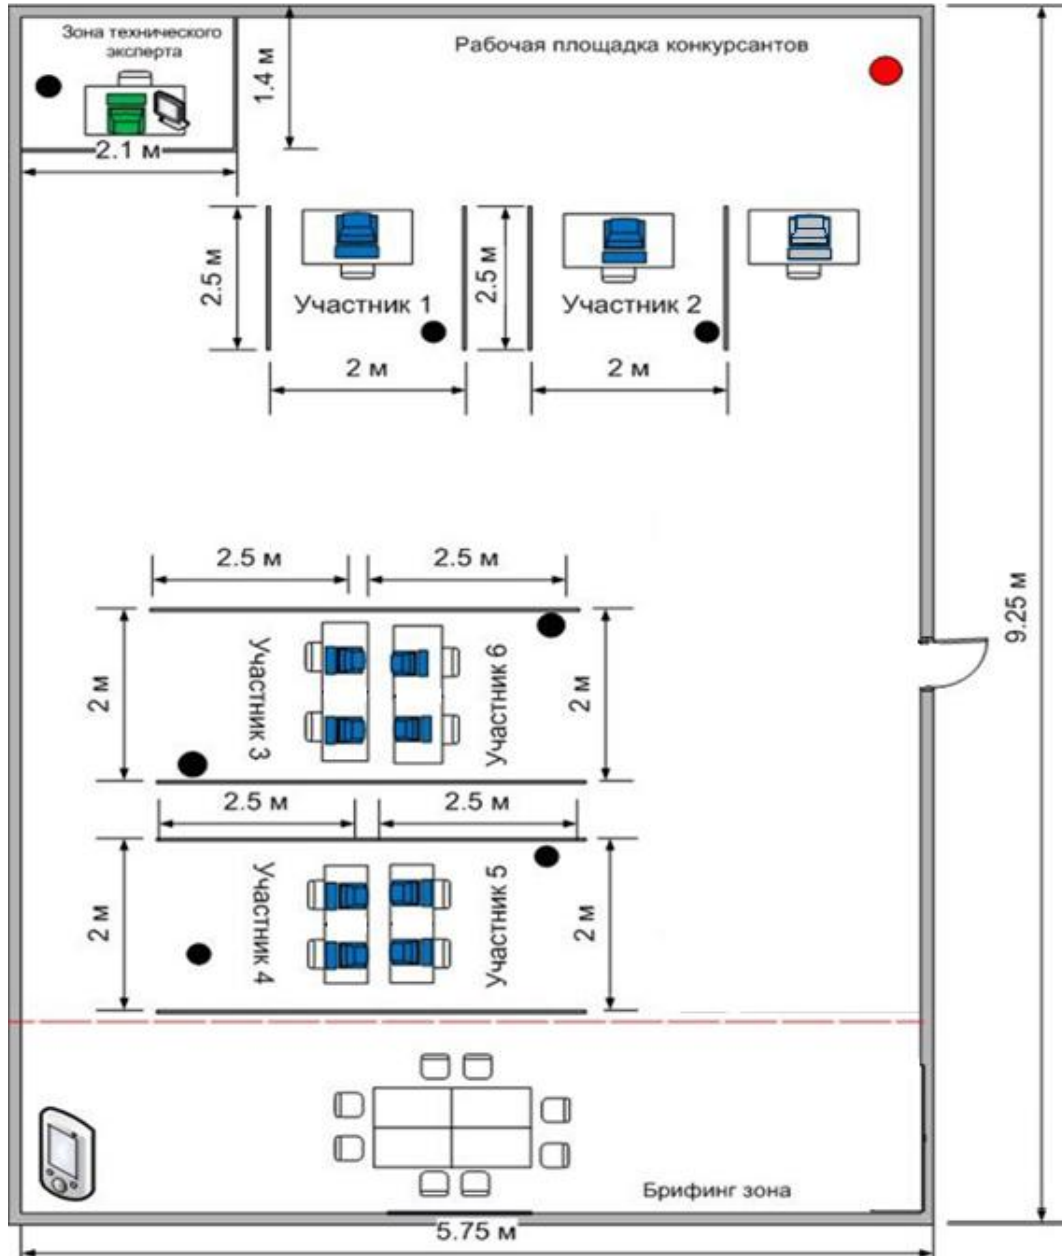 Зона технического
эксперта
Рабочая площадка конкурсантов
1.4 м
2.1 м
2.5 м
Участник 1
2.5 м
Участник 2
2 м
2 м
2.5 м
2.5 м
9.25 м
2 м
Участник 3
Участник 6
2 м
2.5 м
2.5 м
2 м
Участник 4
Участник 5
2 м
Брифинг зона
5.75 м